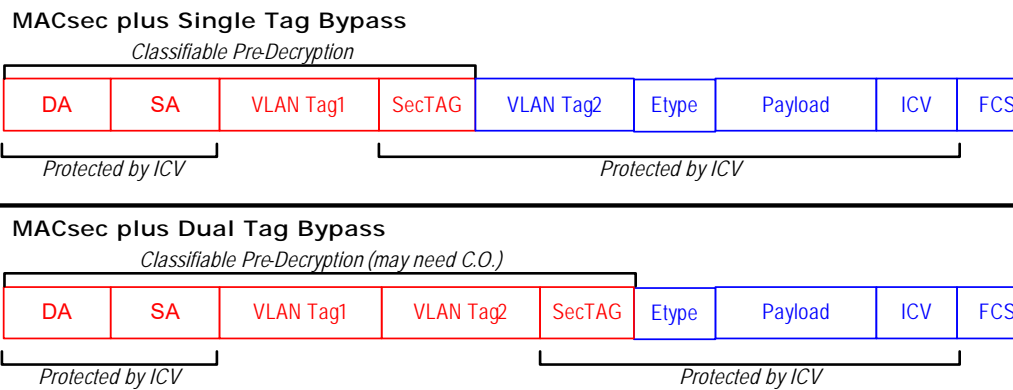 MACsec plus Single Tag Bypass
Classifiable Pre-Decryption
DA SA VLAN Tag1 SecTAG VLAN Tag2 Etype Payload ICV FCS
Protected by ICV Protected by ICV
MACsec plus Dual Tag Bypass
Classifiable Pre-Decryption (may need C.O.)
DA SA VLAN Tag1 VLAN Tag2 SecTAG Etype Payload ICV FCS
Protected by ICV Protected by ICV